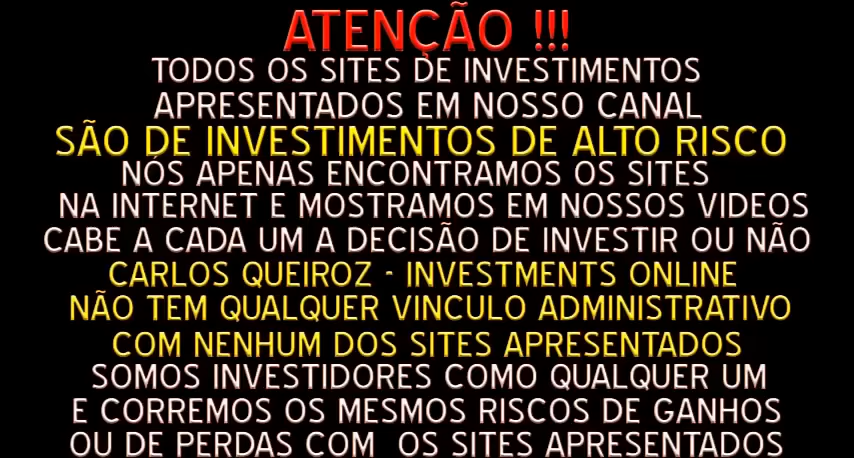 ATENÇÃO !!!
TODOS OS SITES DE INVESTIMENTOS
APRESENTADOS EM NOSSO CANAL
SÃO DE INVESTIMENTOS DE ALTO RISCO
NÓS APENAS ENCONTRAMOS OS SITES
NA INTERNET E MOSTRAMOS EM NOSSOS VIDEOS
CABE A CADA UM A DECISÃO DE INVESTIR OU NÃO
CARLOS QUEIROZ - INVESTMENTS ONLINE
NÃO TEM QUALQUER VINCULO ADMINISTRATIVO
COM NENHUM DOS SITES APRESENTADOS
SOMOS INVESTIDORES COMO QUALQUER UM
E CORREMOS OS MESMOS RISCOS DE GANHOS
OU DE PERDAS COM OS SITES APRESENTADOS